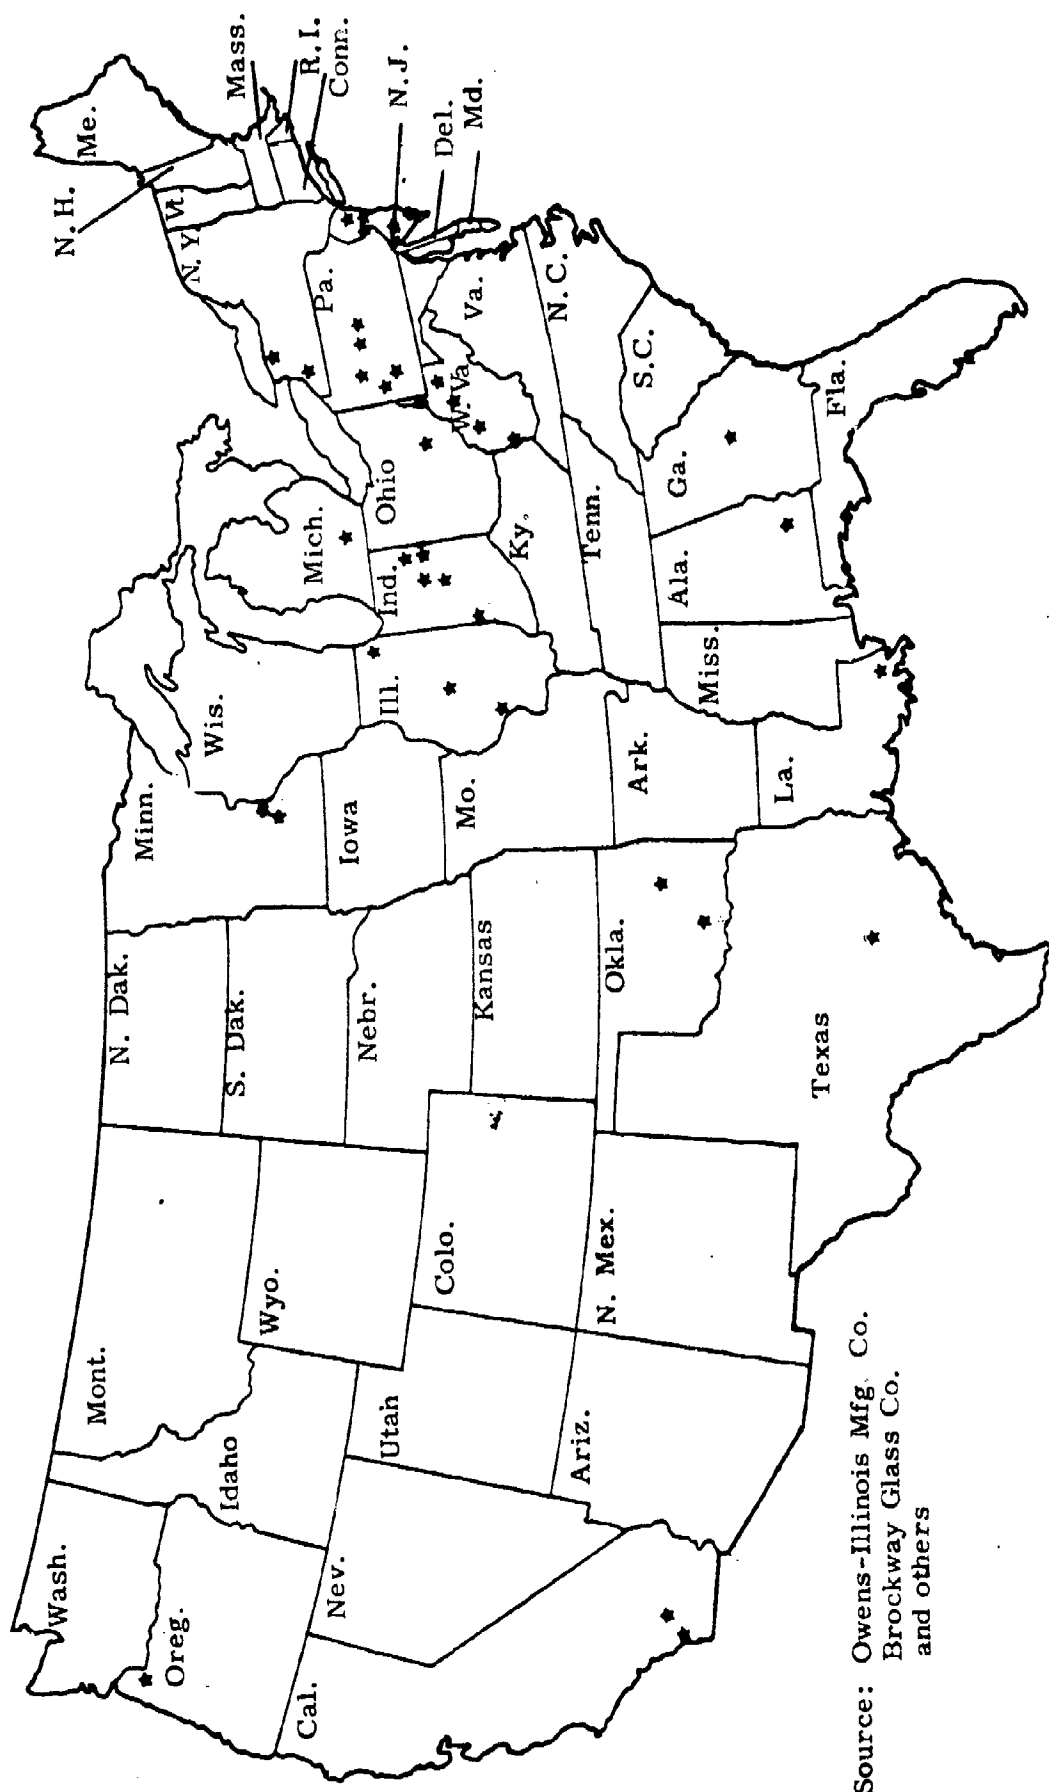 Wash.
Oreg.
Cal.
Nev.
Idaho
Mont.
Wyo.
Utah
Ariz.
Colo.
N. Mex.
N. Dak.
S. Dak.
Nebr.
Kansas
Okla.
Texas
Minn.
Iowa
Mo.
Ark.
La.
Wis.
Ill.
Miss.
Mich.
Ind.
Ohio
Ky.
Tenn.
Ala.
Ga.
Fla.
S.C.
N.C.
Va.
W. Va.
Pa.
N. Y.
Vt.
N. H.
Me.
Mass.
R. I.
Conn.
N. J.
Del.
Md.
Source: Owens-Illinois Mfg. Co.
Brockway Glass Co.
and others